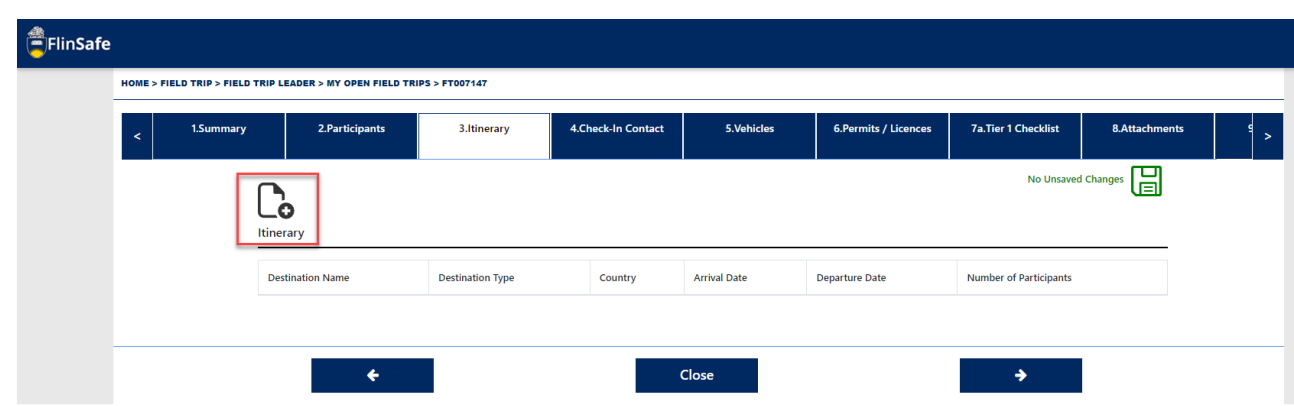 FlinSafe
HOME > FIELD TRIP > FIELD TRIP LEADER > MY OPEN FIELD TRIPS > FT007147
< 1.Summary 2.Participants 3.Itinerary 4.Check-In Contact 5.Vehicles 6.Permits / Licences 7a.Tier 1 Checklist 8.Attachments 9 >
No Unsaved Changes
Itinerary
Destination Name Destination Type Country Arrival Date Departure Date Number of Participants
Close